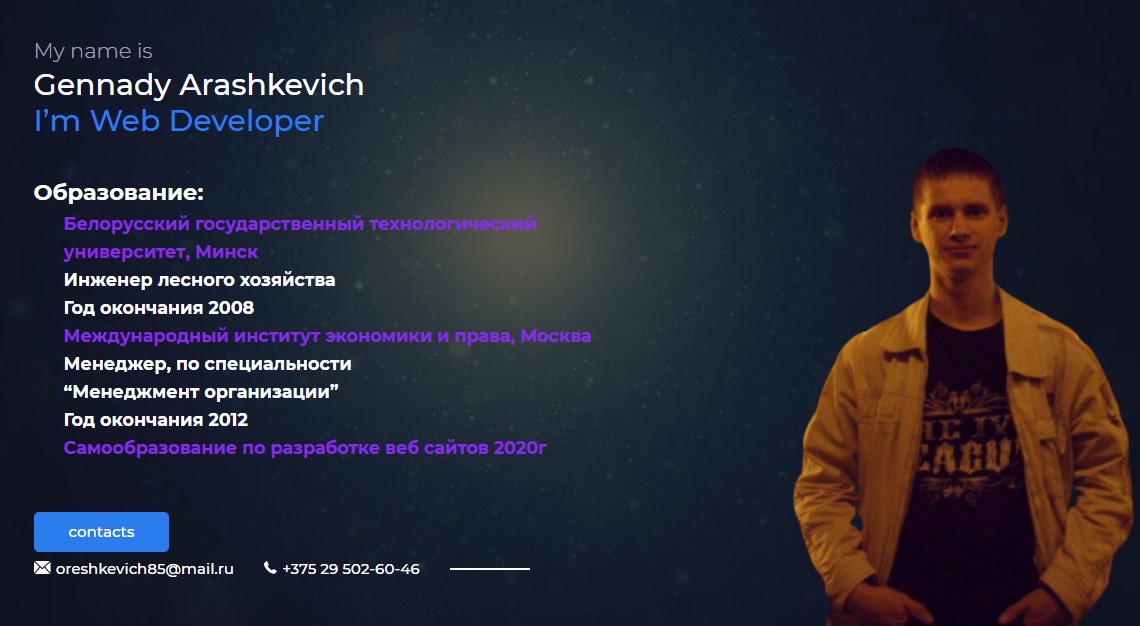 My name is
Gennady Arashkevich
I’m Web Developer
Образование:
Белорусский государственный технологический
университет, Минск
Инженер лесного хозяйства
Год окончания 2008
Международный институт экономики и права, Москва
Менеджер, по специальности
“Менеджмент организации”
Год окончания 2012
Самообразование по разработке веб сайтов 2020г
contacts
oreshkevich85@mail.ru +375 29 502-60-46